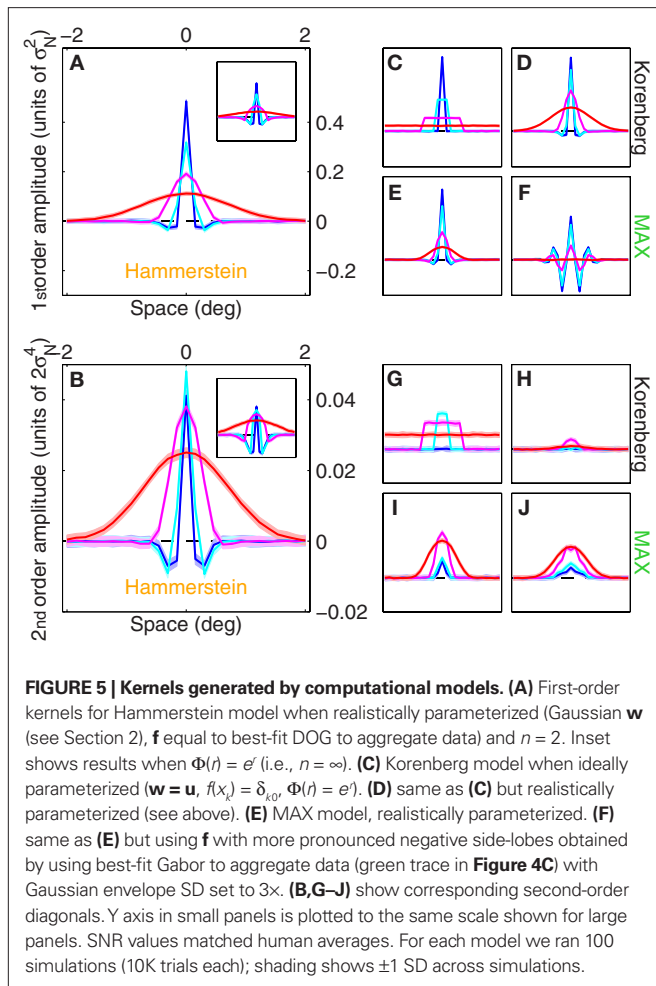 −2 0 2
A
1st order amplitude (units of σ²N)
0.4
0.2
0
−0.2
Hammerstein
Space (deg)
C
D
Korenberg
E
F
MAX
−2 0 2
B
2nd order amplitude (units of 2σ⁴N)
0.04
0.02
0
−0.02
Hammerstein
Space (deg)
G
H
Korenberg
I
J
MAX
FIGURE 5 | Kernels generated by computational models. (A) First-order
kernels for Hammerstein model when realistically parameterized (Gaussian w
(see Section 2), f equal to best-fit DOG to aggregate data) and n = 2. Inset
shows results when Φ(r) = eʳ (i.e., n = ∞). (C) Korenberg model when ideally
parameterized (w = u, f(xₖ) = δₖ₀, Φ(r) = eʳ). (D) same as (C) but realistically
parameterized (see above). (E) MAX model, realistically parameterized. (F)
same as (E) but using f with more pronounced negative side-lobes obtained
by using best-fit Gabor to aggregate data (green trace in Figure 4C) with
Gaussian envelope SD set to 3×. (B,G–J) show corresponding second-order
diagonals. Y axis in small panels is plotted to the same scale shown for large
panels. SNR values matched human averages. For each model we ran 100
simulations (10K trials each); shading shows ±1 SD across simulations.